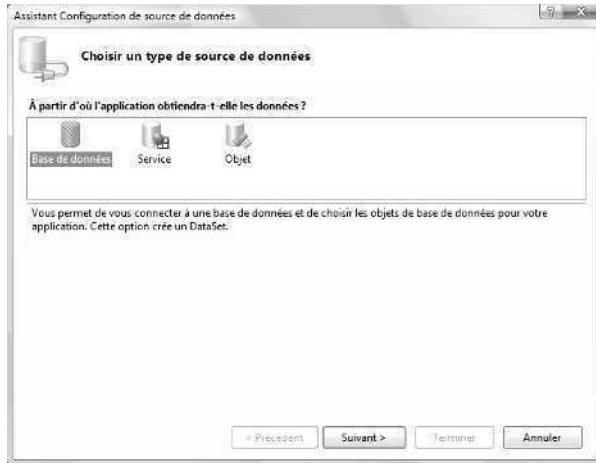 Assistant Configuration de source de données
Choisir un type de source de données
À partir d'où l'application obtiendra-t-elle les données ?
Base de données
Service
Objet
Vous permet de vous connecter à une base de données et de choisir les objets de base de données pour votre
application. Cette option crée un DataSet.
< Précédent
Suivant >
Terminer
Annuler